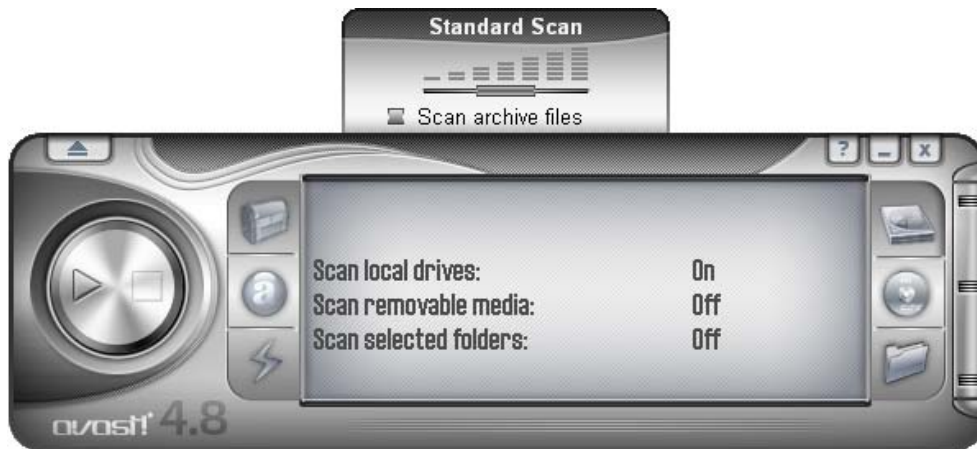 Standard Scan
Scan archive files
? _ x
a
Scan local drives: On
Scan removable media: Off
Scan selected folders: Off
avast! 4.8